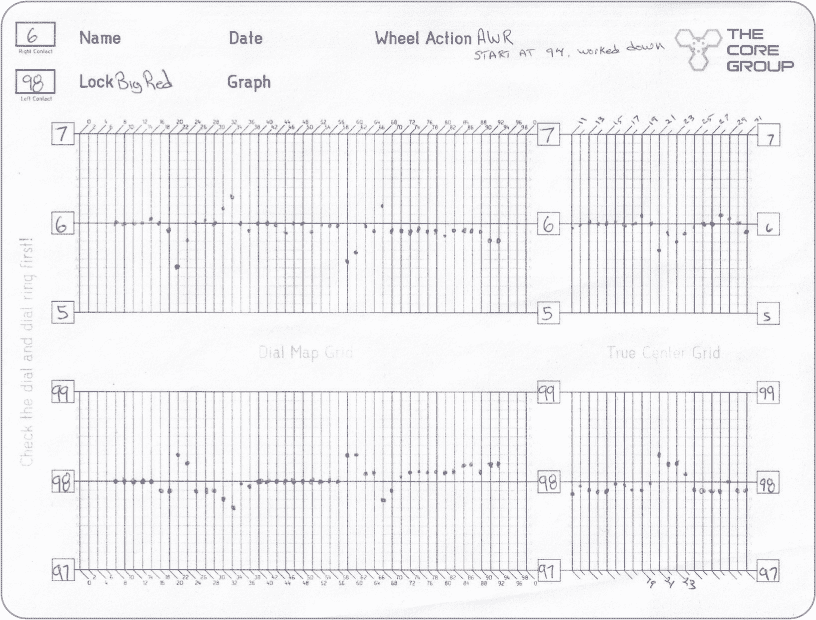 6 Name Date Wheel Action AWR THE
Right Contact START AT 94, worked down CORE
98 Lock Big Red Graph GROUP
Left Contact
0 2 4 6 8 10 12 14 16 18 20 22 24 26 28 30 32 34 36 38 40 42 44 46 48 50 52 54 56 58 60 62 64 66 68 70 72 74 76 78 80 82 84 86 88 90 92 94 96 98 0 11 13 15 17 19 21 23 25 27 29 31
7 7 7
6 6 6
5 5 5
Check the dial and dial ring first!
Dial Map Grid True Center Grid
99 99 99
98 98 98
97 97 97
0 2 4 6 8 10 12 14 16 18 20 22 24 26 28 30 32 34 36 38 40 42 44 46 48 50 52 54 56 58 60 62 64 66 68 70 72 74 76 78 80 82 84 86 88 90 92 94 96 98 0 19 21 23